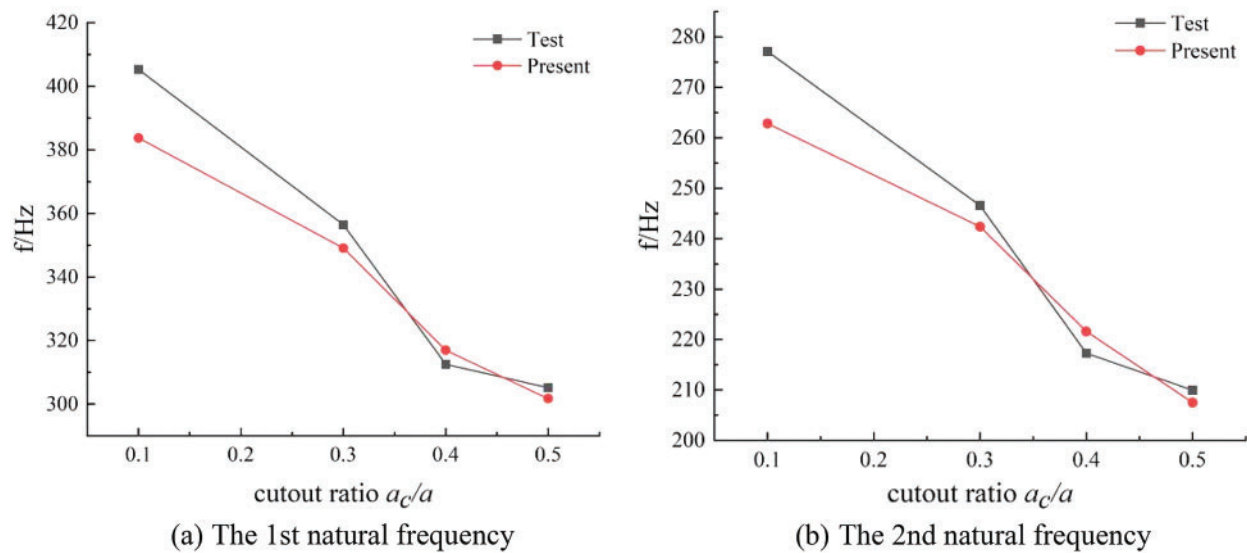 420
400
380
360
340
320
300
f/Hz
Test
Present
0.1 0.2 0.3 0.4 0.5
cutout ratio a_c/a
(a) The 1st natural frequency
280
270
260
250
240
230
220
210
200
f/Hz
Test
Present
0.1 0.2 0.3 0.4 0.5
cutout ratio a_c/a
(b) The 2nd natural frequency